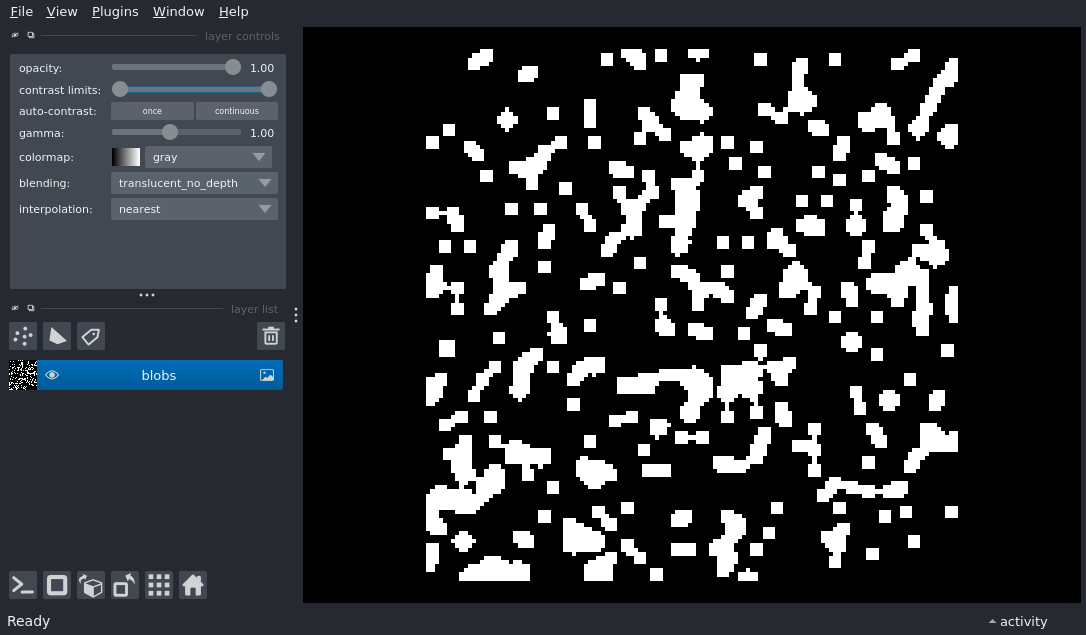 File View Plugins Window Help
layer controls
opacity: 1.00
contrast limits:
auto-contrast: once continuous
gamma: 1.00
colormap: gray
blending: translucent_no_depth
interpolation: nearest
layer list
blobs
Ready activity